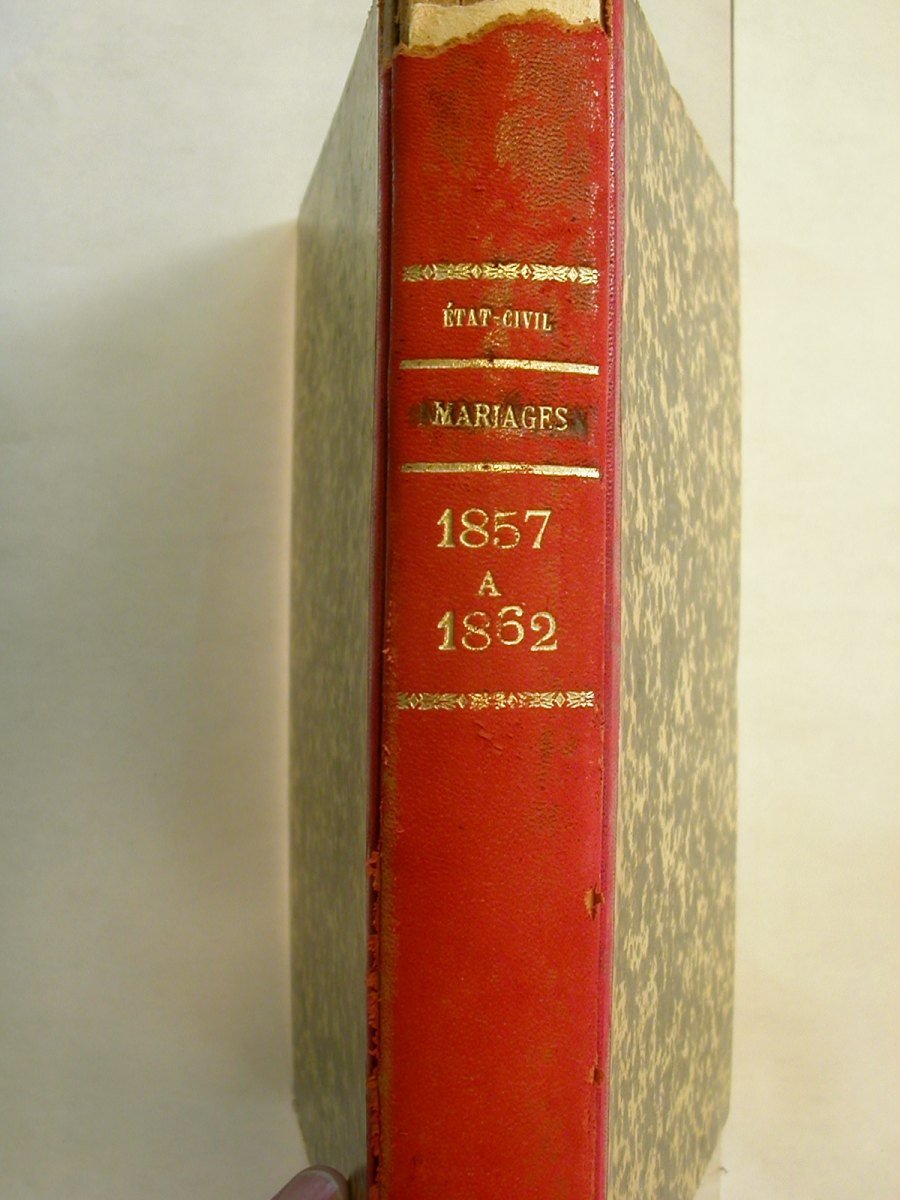 ÉTAT-CIVIL
MARIAGES
1857
A
1862